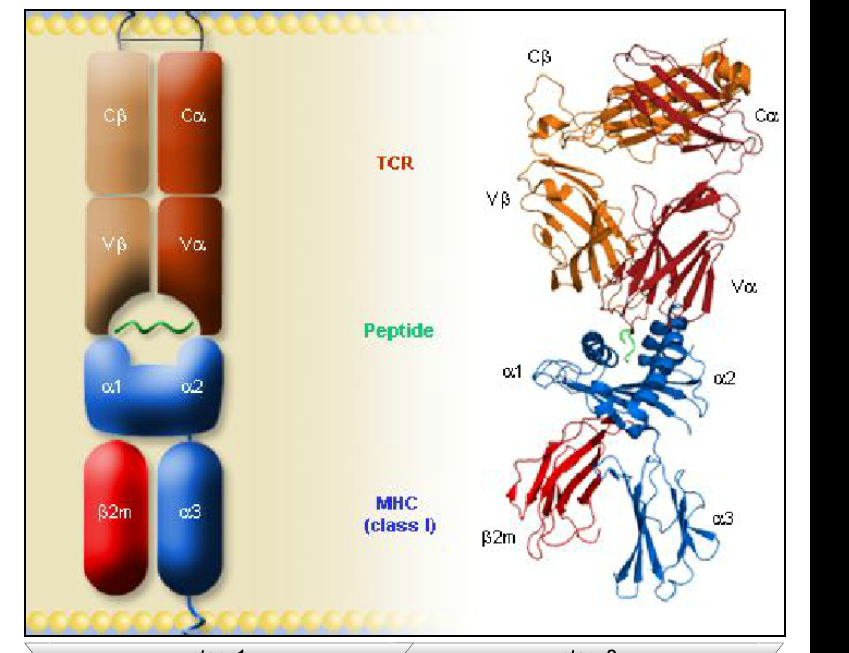 Cβ
Cα
Vβ
Vα
α1
α2
β2m
α3
TCR
Peptide
MHC
(class I)
Cβ
Cα
Vβ
Vα
α1
α2
β2m
α3